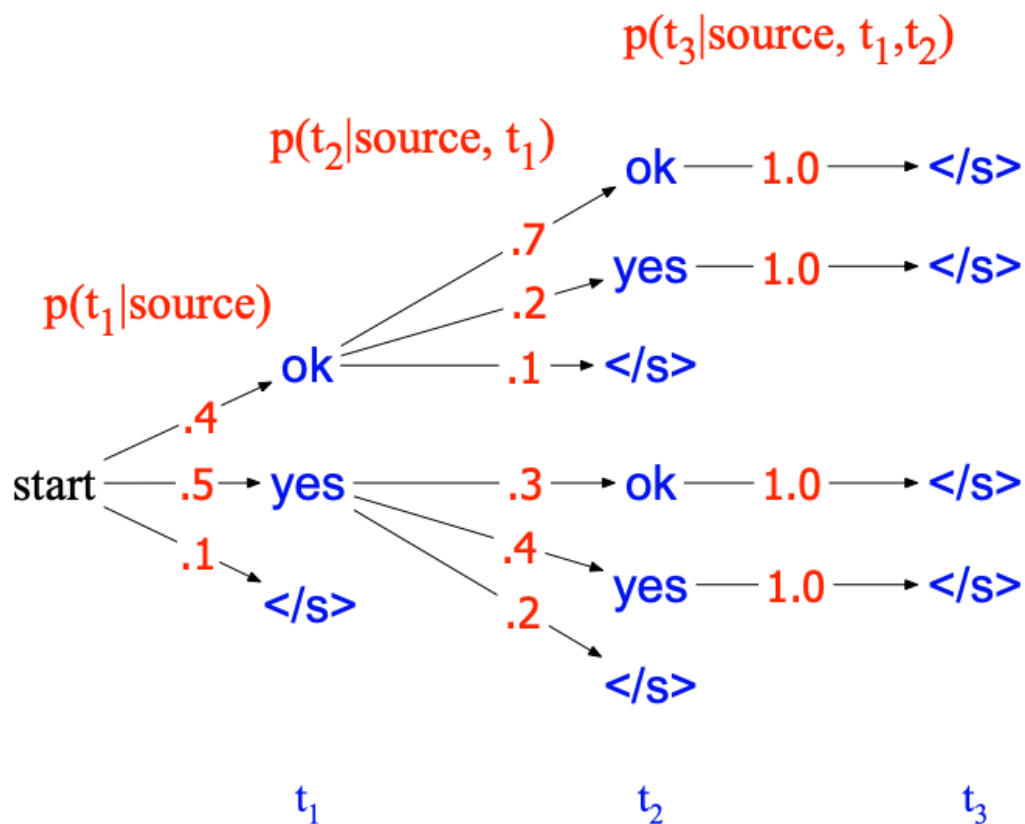 p(t₃|source, t₁,t₂)
p(t₂|source, t₁)
ok 1.0 </s>
.7
yes 1.0 </s>
p(t₁|source)
.2
ok .1 </s>
.4
start .5 yes .3 ok 1.0 </s>
.1 .4
</s> yes 1.0 </s>
.2
</s>
t₁ t₂ t₃